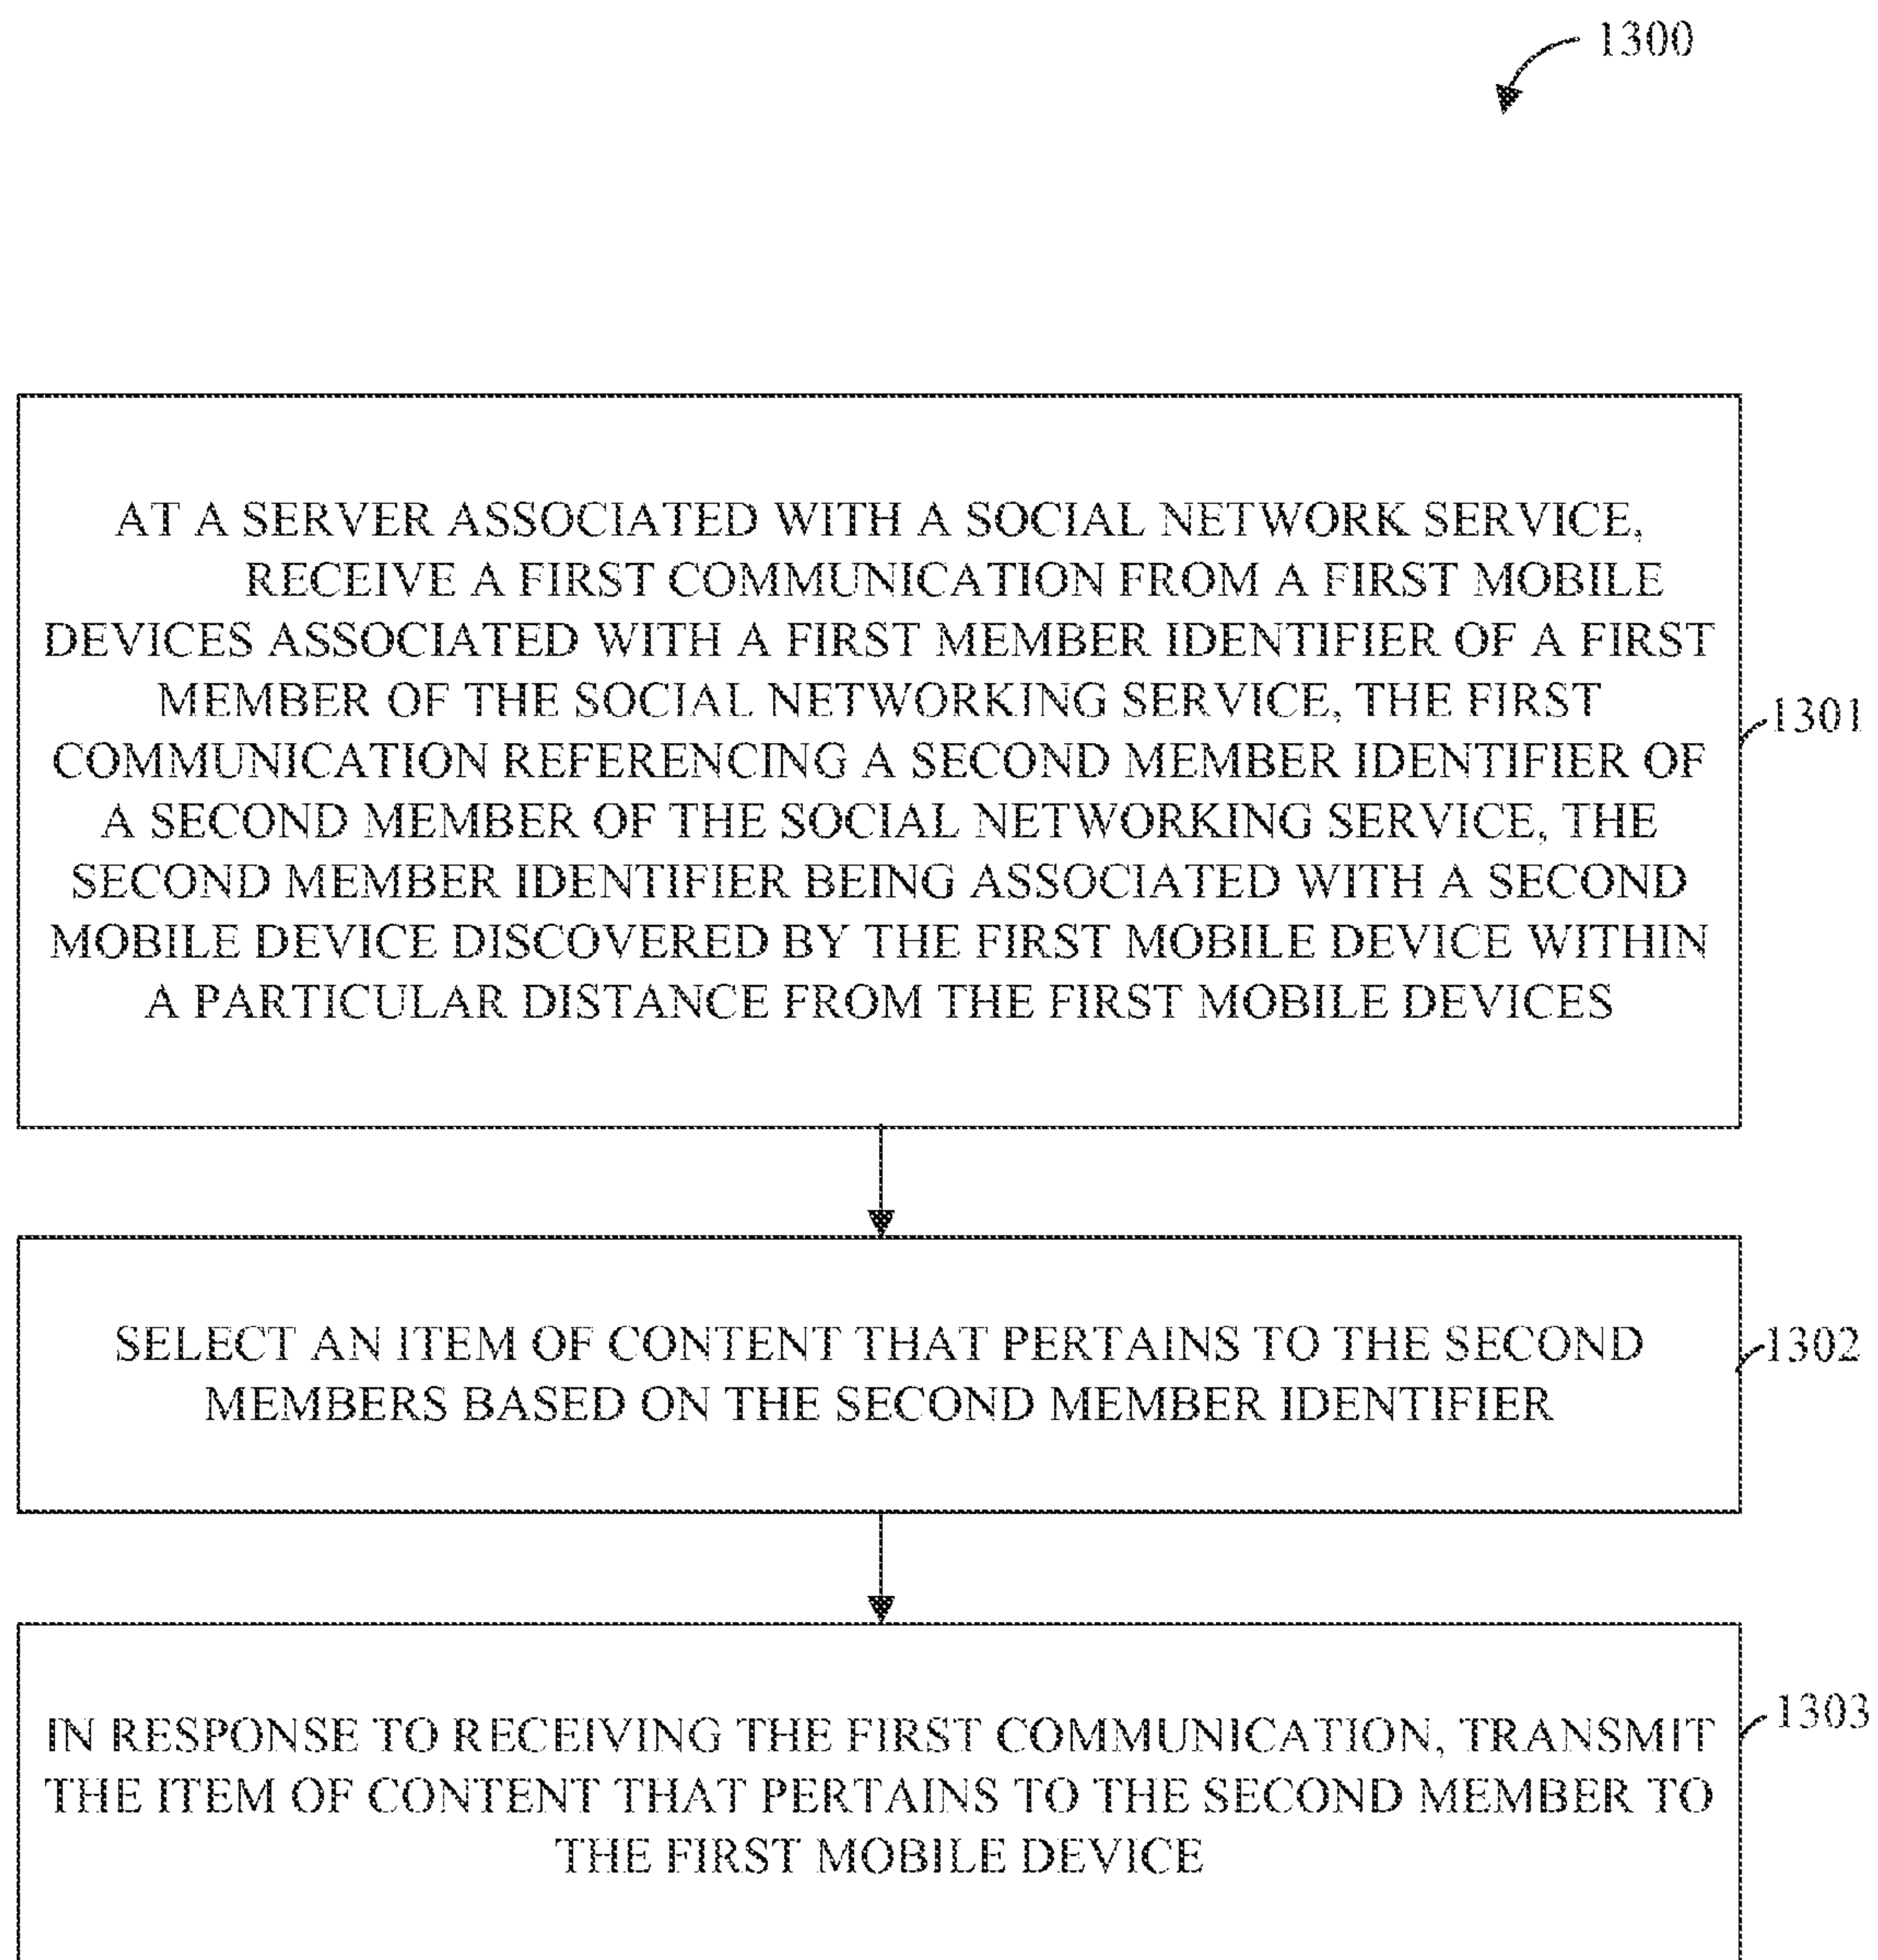 1300
AT A SERVER ASSOCIATED WITH A SOCIAL NETWORK SERVICE,
RECEIVE A FIRST COMMUNICATION FROM A FIRST MOBILE
DEVICES ASSOCIATED WITH A FIRST MEMBER IDENTIFIER OF A FIRST
MEMBER OF THE SOCIAL NETWORKING SERVICE, THE FIRST
COMMUNICATION REFERENCING A SECOND MEMBER IDENTIFIER OF
A SECOND MEMBER OF THE SOCIAL NETWORKING SERVICE, THE
SECOND MEMBER IDENTIFIER BEING ASSOCIATED WITH A SECOND
MOBILE DEVICE DISCOVERED BY THE FIRST MOBILE DEVICE WITHIN
A PARTICULAR DISTANCE FROM THE FIRST MOBILE DEVICES
1301
SELECT AN ITEM OF CONTENT THAT PERTAINS TO THE SECOND
MEMBERS BASED ON THE SECOND MEMBER IDENTIFIER
1302
IN RESPONSE TO RECEIVING THE FIRST COMMUNICATION, TRANSMIT
THE ITEM OF CONTENT THAT PERTAINS TO THE SECOND MEMBER TO
THE FIRST MOBILE DEVICE
1303